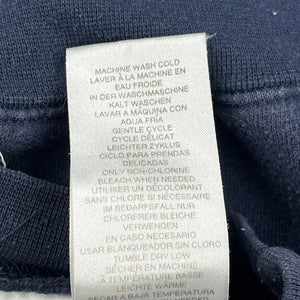 MACHINE WASH COLD
LAVER À LA MACHINE EN
EAU FROIDE
IN DER WASCHMASCHINE
KALT WASCHEN
LAVAR A MÁQUINA CON
AGUA FRÍA
GENTLE CYCLE
CYCLE DÉLICAT
LEICHTER ZYKLUS
CICLO PARA PRENDAS
DELICADAS
ONLY NON-CHLORINE
BLEACH WHEN NEEDED
UTILISER UN DÉCOLORANT
SANS CHLORE SI NÉCESSAIRE
IM BEDARFSFALL NUR
CHLORFREIE BLEICHE
VERWENDEN
EN CASO NECESARIO
USAR BLANQUEADOR SIN CLORO
TUMBLE DRY LOW
SÉCHER EN MACHINE
À TEMPÉRATURE BASSE
LEICHTE WÄRME
SECAR A BAJA TEMPERATURA